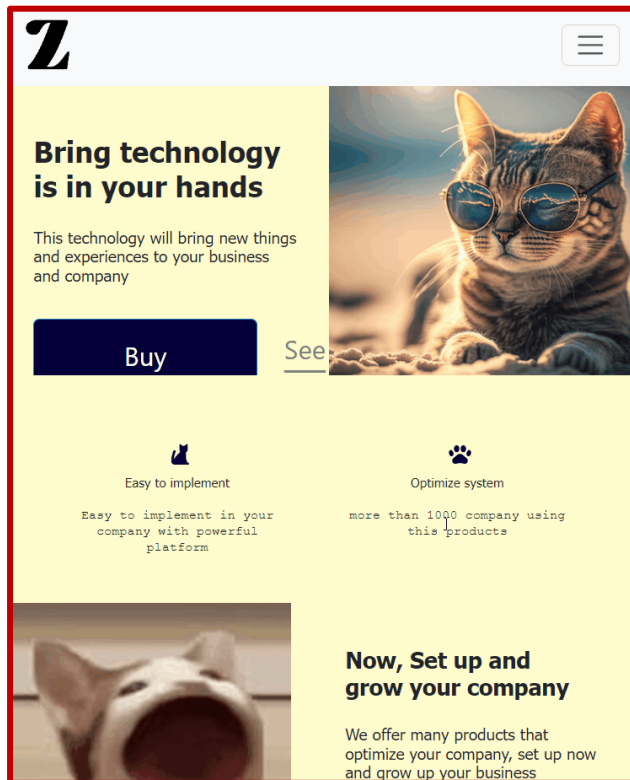 Z
Bring technology
is in your hands
This technology will bring new things
and experiences to your business
and company
Buy
See
Easy to implement
Easy to implement in your
company with powerful
platform
Optimize system
more than 1000 company using
this products
Now, Set up and
grow your company
We offer many products that
optimize your company, set up now
and grow up your business